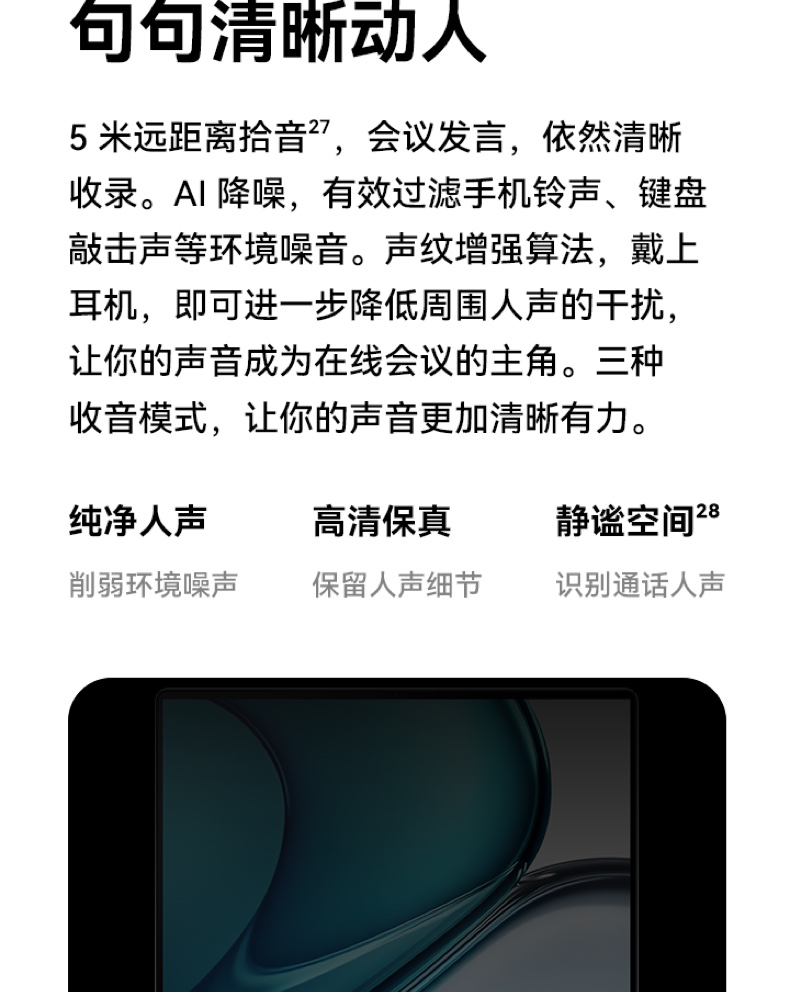 句句清晰动人
5 米远距离拾音27，会议发言，依然清晰
收录。AI 降噪，有效过滤手机铃声、键盘
敲击声等环境噪音。声纹增强算法，戴上
耳机，即可进一步降低周围人声的干扰，
让你的声音成为在线会议的主角。三种
收音模式，让你的声音更加清晰有力。
纯净人声 高清保真 静谧空间28
削弱环境噪声 保留人声细节 识别通话人声